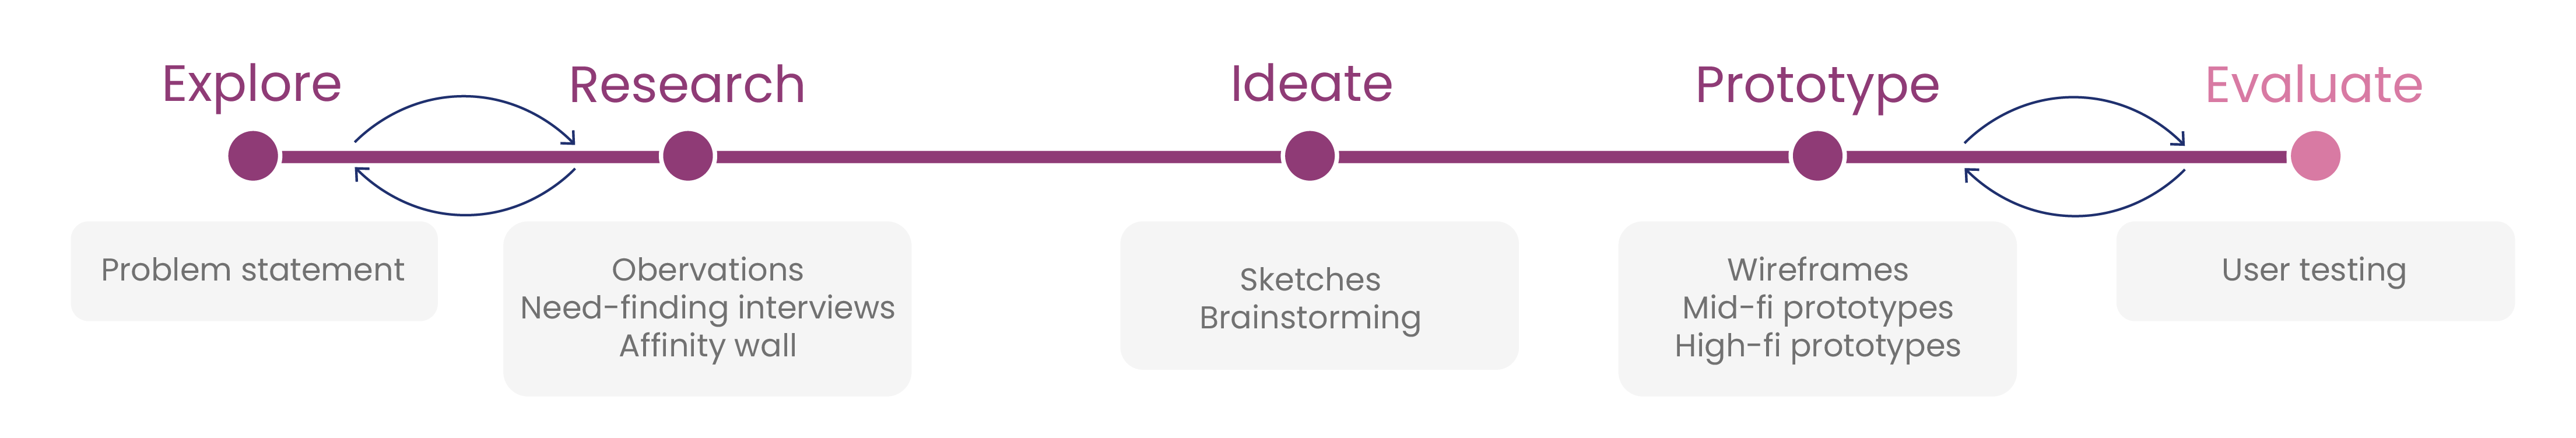 Explore
Research
Ideate
Prototype
Evaluate
Problem statement
Obervations
Need-finding interviews
Affinity wall
Sketches
Brainstorming
Wireframes
Mid-fi prototypes
High-fi prototypes
User testing